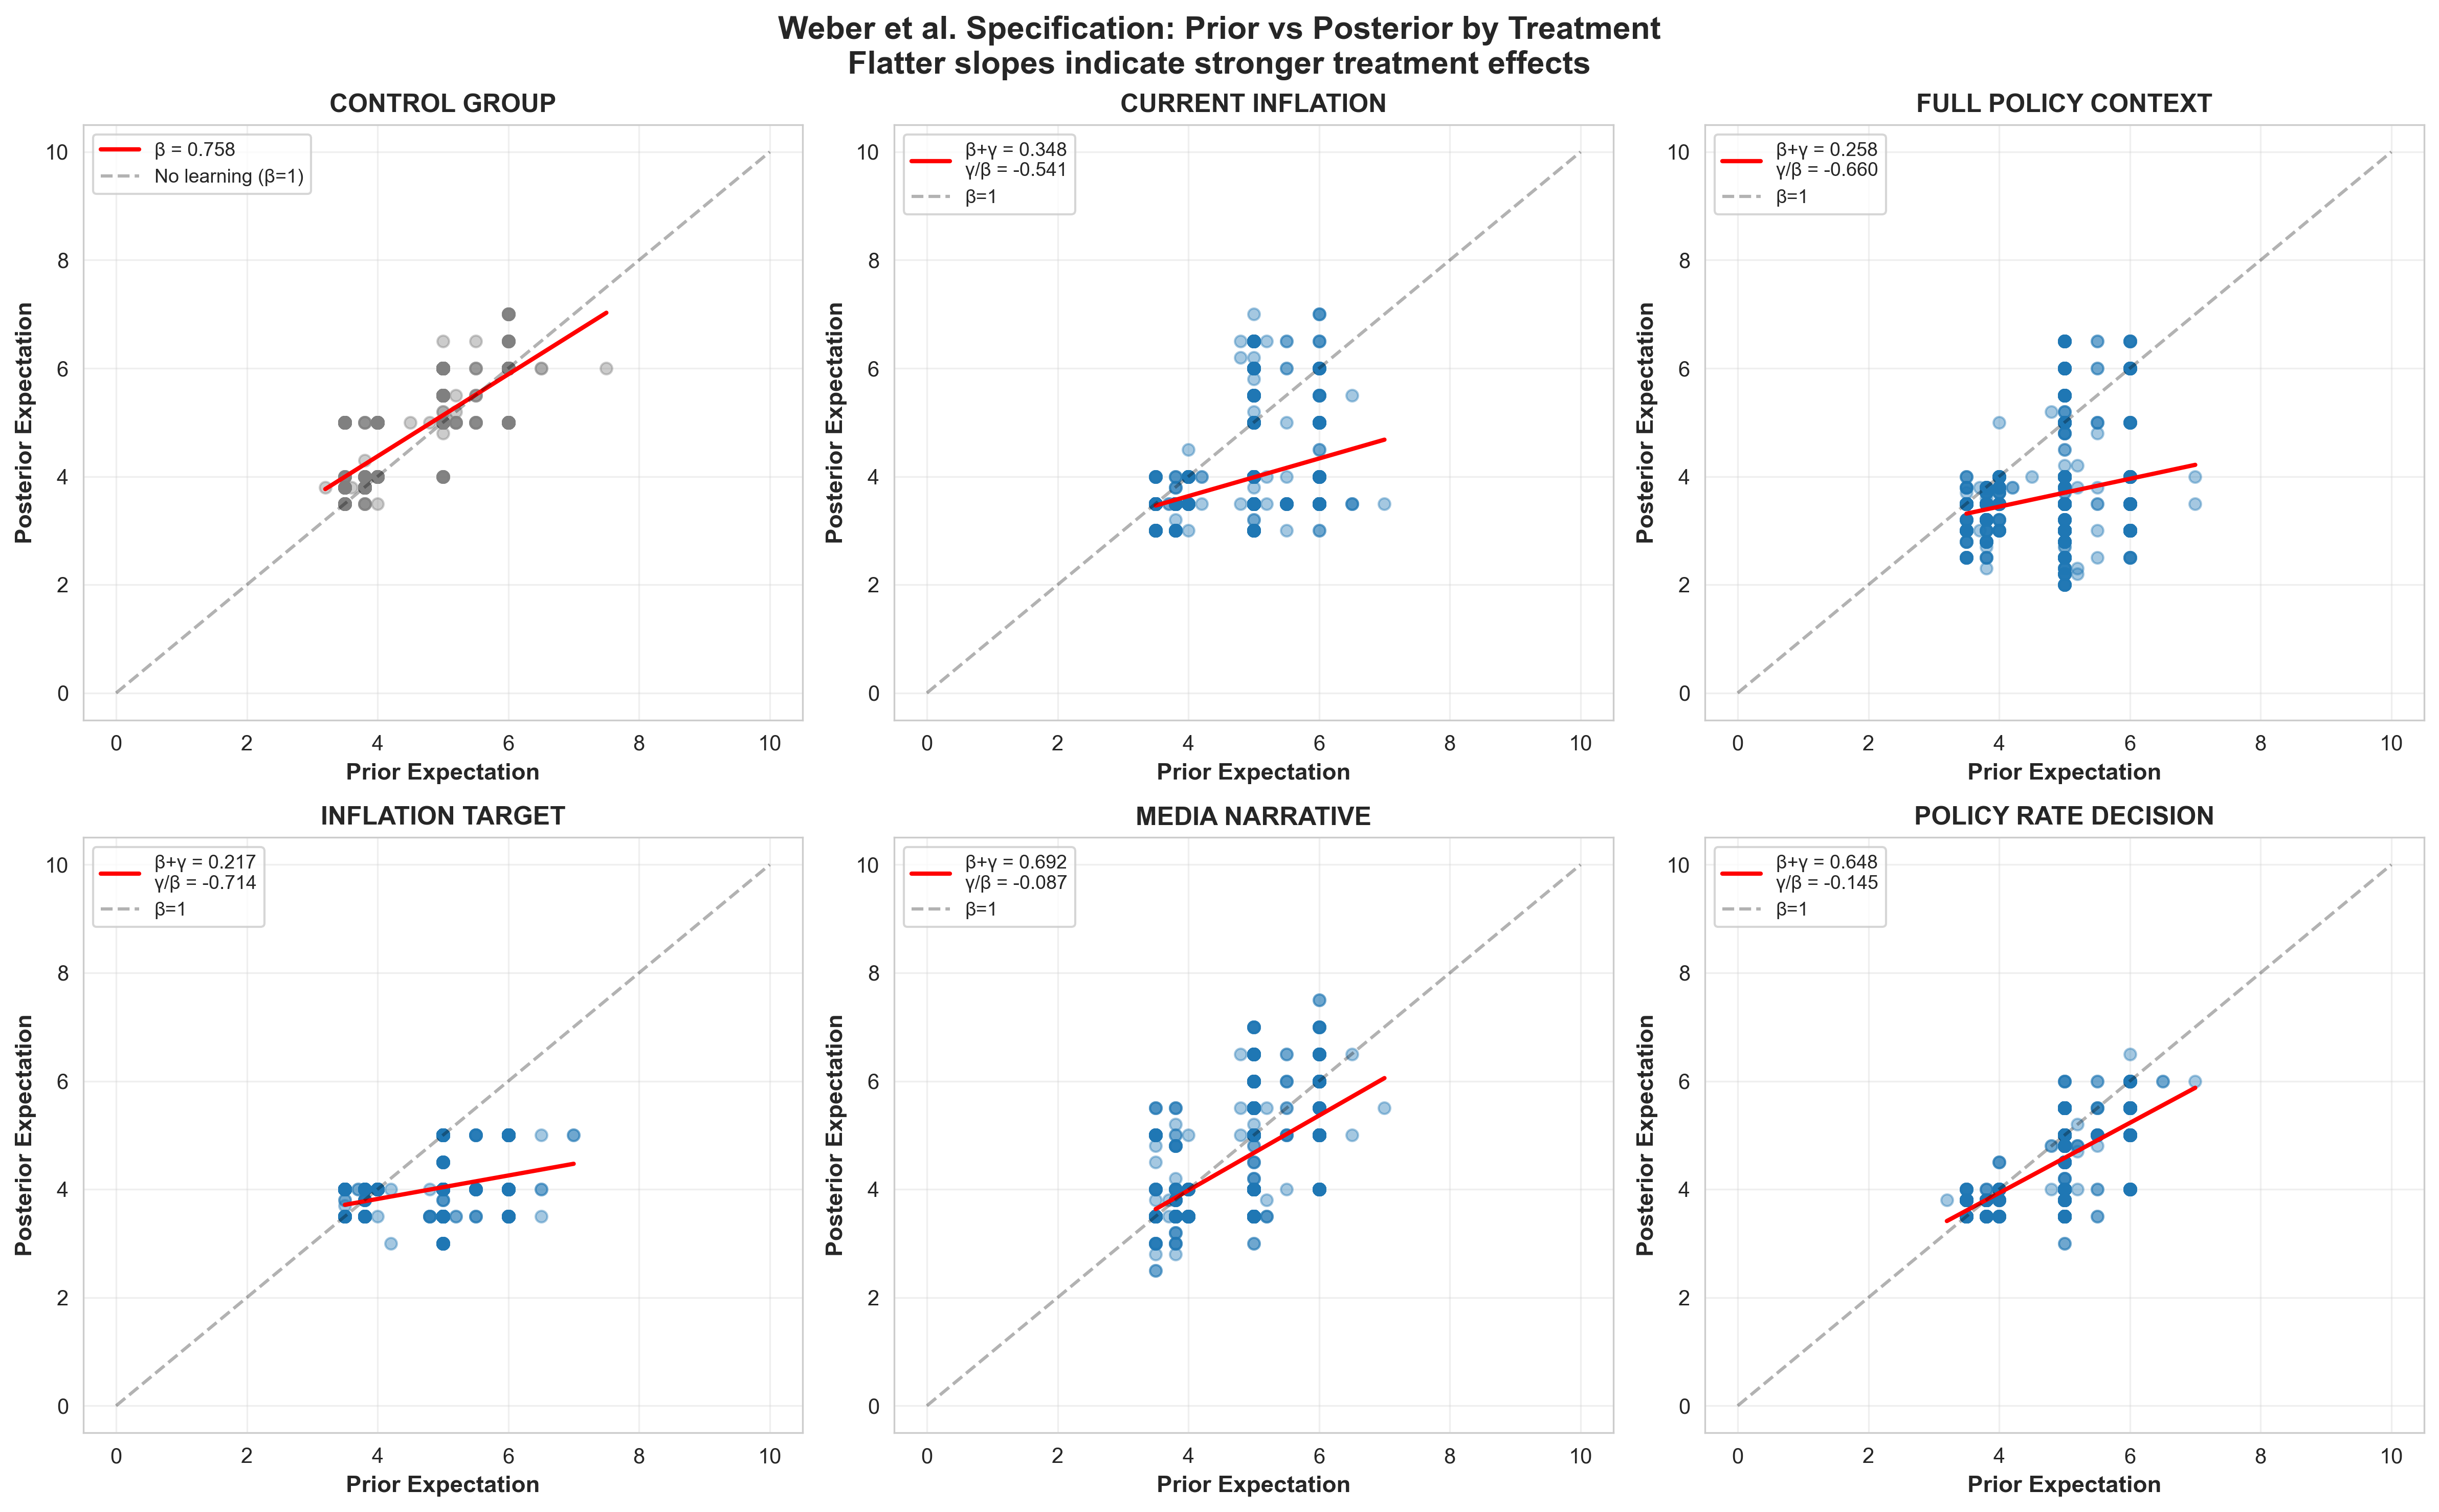 Weber et al. Specification: Prior vs Posterior by Treatment
Flatter slopes indicate stronger treatment effects
CONTROL GROUP
β = 0.758
No learning (β=1)
10
8
6
4
2
0
Posterior Expectation
0 2 4 6 8 10
Prior Expectation
CURRENT INFLATION
β+γ = 0.348
γ/β = -0.541
β=1
10
8
6
4
2
0
Posterior Expectation
0 2 4 6 8 10
Prior Expectation
FULL POLICY CONTEXT
β+γ = 0.258
γ/β = -0.660
β=1
10
8
6
4
2
0
Posterior Expectation
0 2 4 6 8 10
Prior Expectation
INFLATION TARGET
β+γ = 0.217
γ/β = -0.714
β=1
10
8
6
4
2
0
Posterior Expectation
0 2 4 6 8 10
Prior Expectation
MEDIA NARRATIVE
β+γ = 0.692
γ/β = -0.087
β=1
10
8
6
4
2
0
Posterior Expectation
0 2 4 6 8 10
Prior Expectation
POLICY RATE DECISION
β+γ = 0.648
γ/β = -0.145
β=1
10
8
6
4
2
0
Posterior Expectation
0 2 4 6 8 10
Prior Expectation